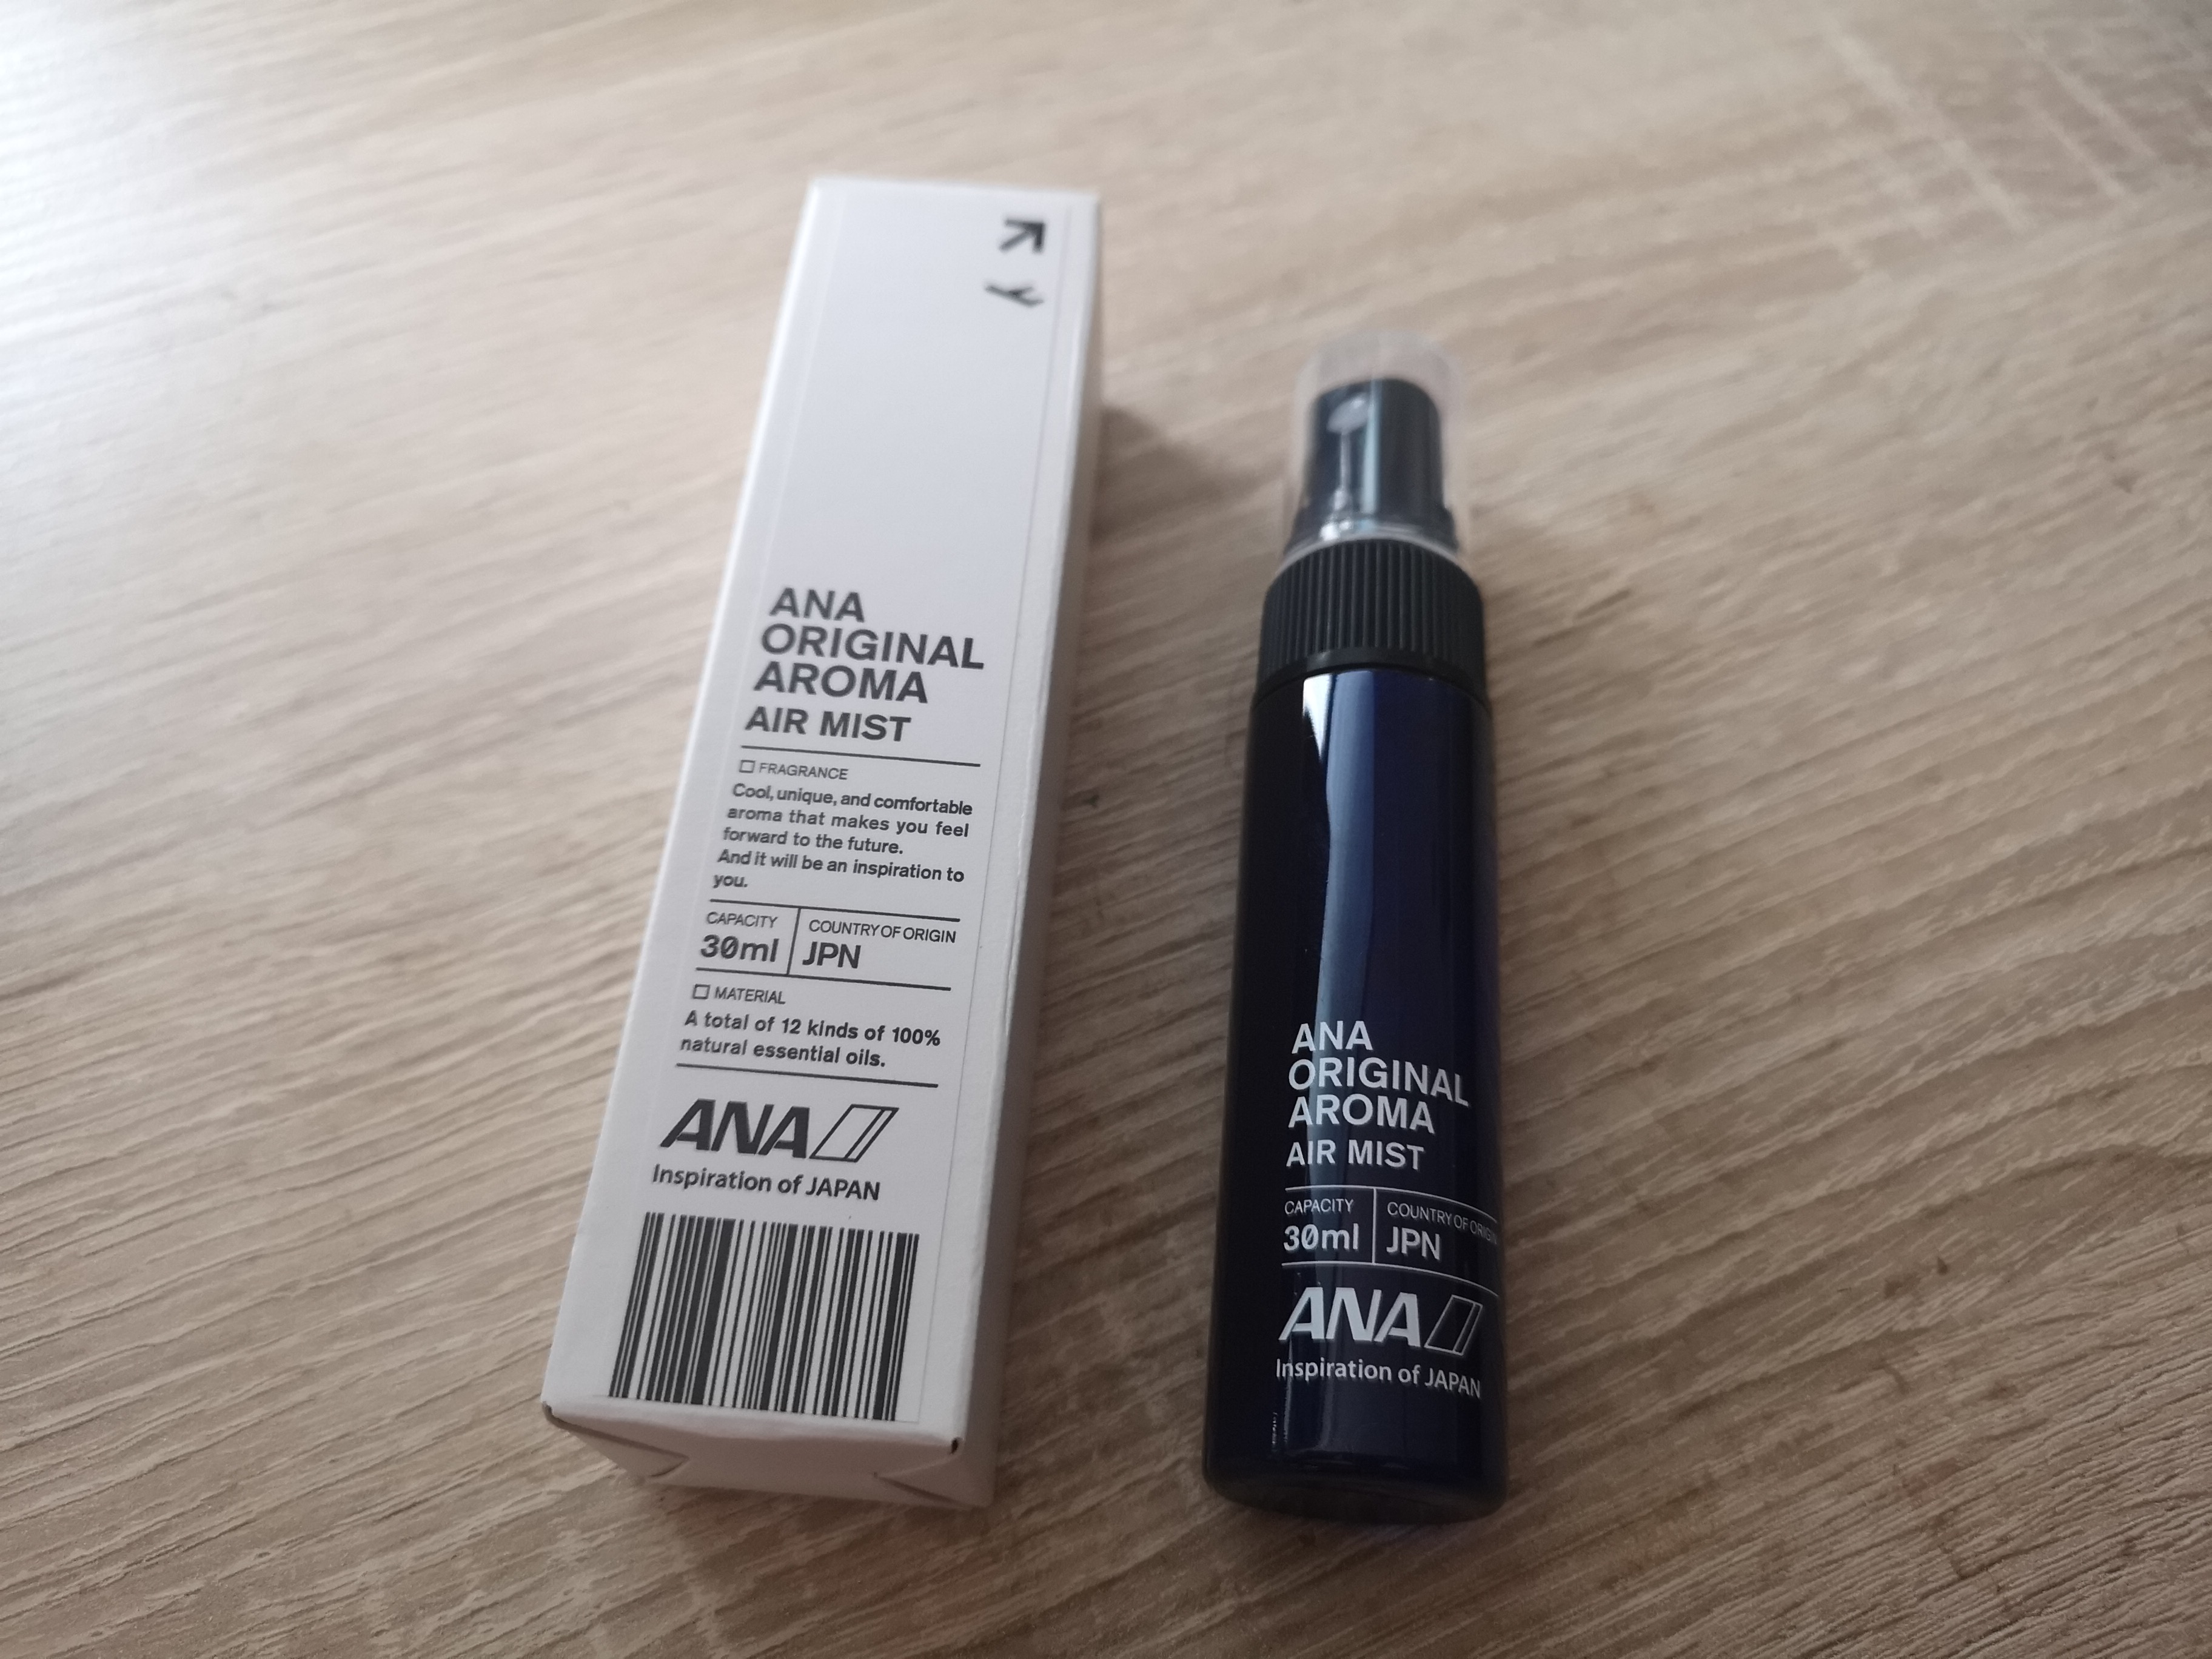 ANA
ORIGINAL
AROMA
AIR MIST
FRAGRANCE
Cool, unique, and comfortable
aroma that makes you feel
forward to the future.
And it will be an inspiration to
you.
CAPACITY
30ml
COUNTRY OF ORIGIN
JPN
MATERIAL
A total of 12 kinds of 100%
natural essential oils.
ANA
Inspiration of JAPAN
ANA
ORIGINAL
AROMA
AIR MIST
CAPACITY
30ml
COUNTRY OF ORIGIN
JPN
ANA
Inspiration of JAPAN